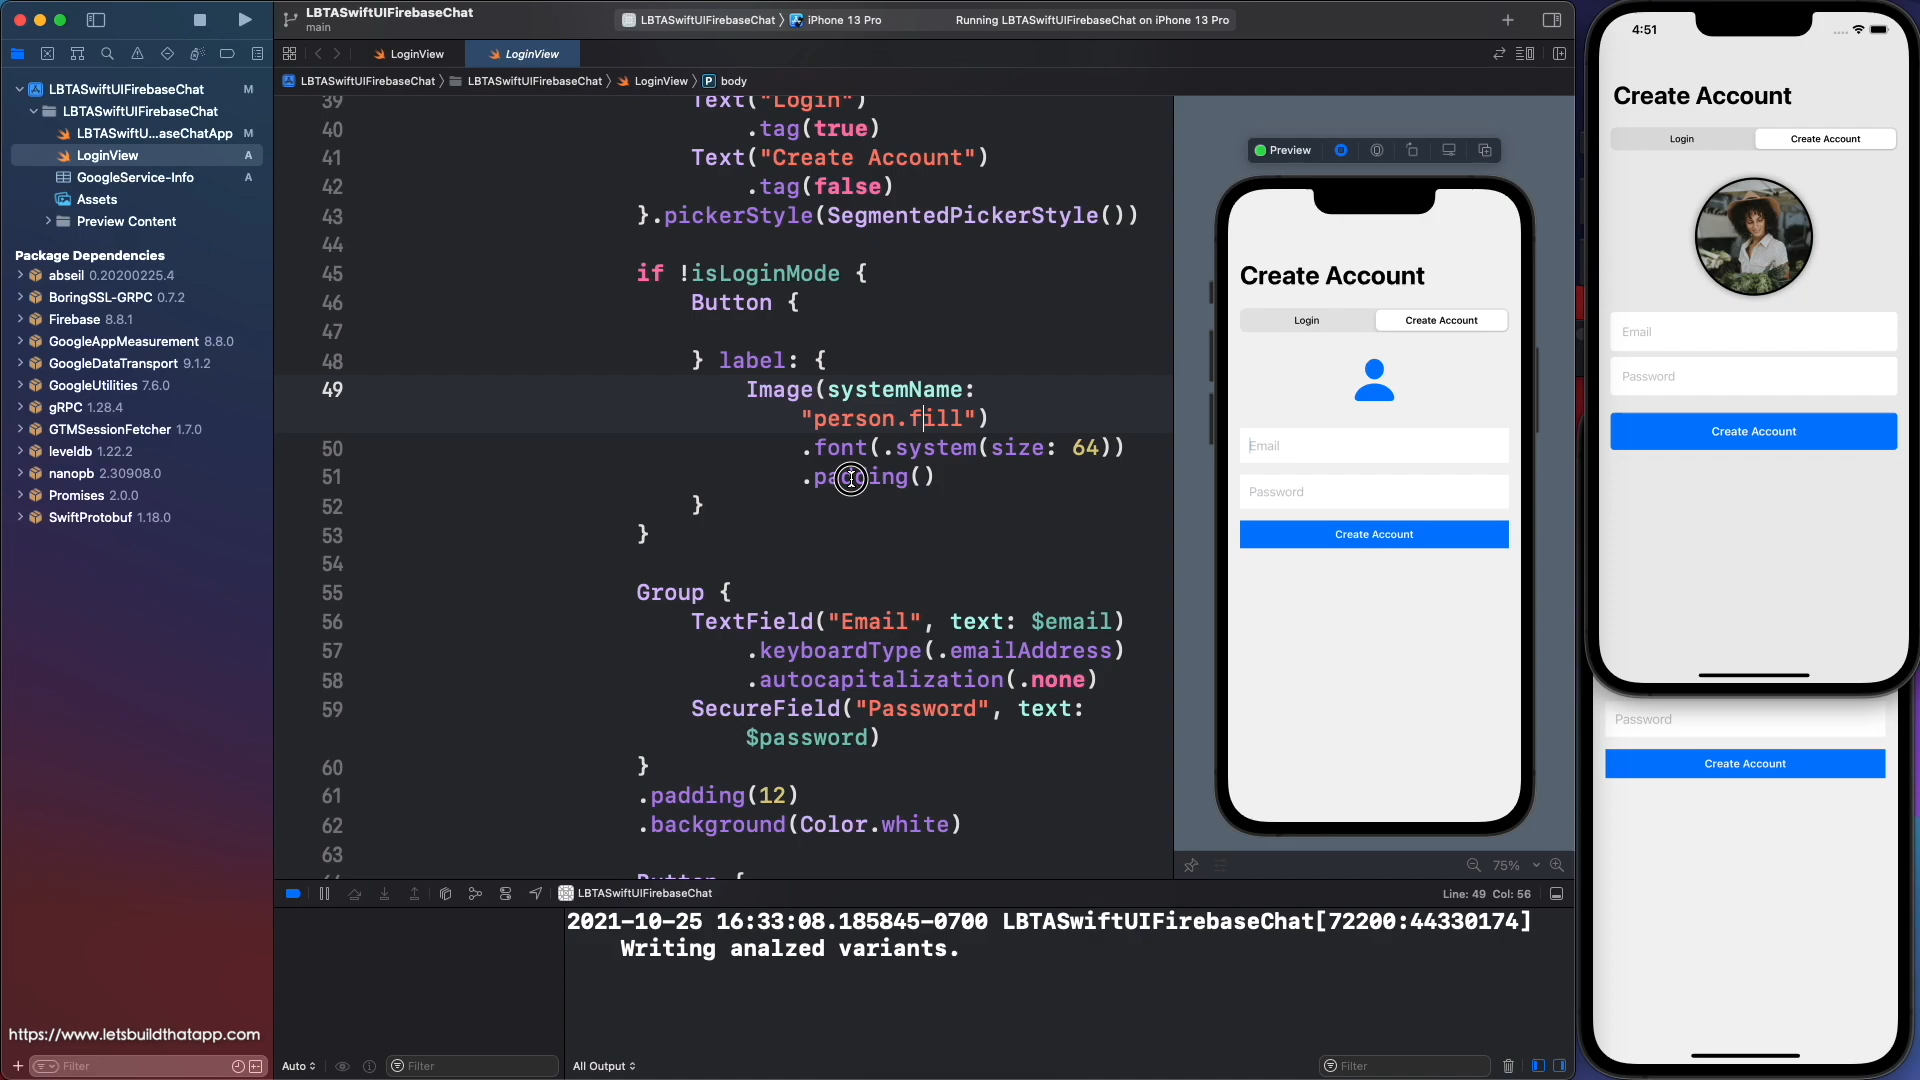 LBTASwiftUIFirebaseChat
main
LBTASwiftUIFirebaseChat
iPhone 13 Pro
Running LBTASwiftUIFirebaseChat on iPhone 13 Pro
LoginView
LoginView
LBTASwiftUIFirebaseChat
LBTASwiftUIFirebaseChat
LoginView
P
body
LBTASwiftUIFirebaseChat M
LBTASwiftUIFirebaseChat
LBTASwiftU...aseChatApp M
LoginView A
GoogleService-Info A
Assets
Preview Content
Package Dependencies
abseil 0.20200225.4
BoringSSL-GRPC 0.7.2
Firebase 8.8.1
GoogleAppMeasurement 8.8.0
GoogleDataTransport 9.1.2
GoogleUtilities 7.6.0
gRPC 1.28.4
GTMSessionFetcher 1.7.0
leveldb 1.22.2
nanopb 2.30908.0
Promises 2.0.0
SwiftProtobuf 1.18.0
https://www.letsbuildthatapp.com
Filter
39 Text("Login")
40 .tag(true)
41 Text("Create Account")
42 .tag(false)
43 }.pickerStyle(SegmentedPickerStyle())
44
45 if !isLoginMode {
46 Button {
47
48 } label: {
49 Image(systemName:
"person.fill")
50 .font(.system(size: 64))
51 .padding()
52 }
53 }
54
55 Group {
56 TextField("Email", text: $email)
57 .keyboardType(.emailAddress)
58 .autocapitalization(.none)
59 SecureField("Password", text:
$password)
60 }
61 .padding(12)
62 .background(Color.white)
63
Preview
Create Account
Login
Create Account
Email
Password
Create Account
75%
LBTASwiftUIFirebaseChat
Line: 49 Col: 56
2021-10-25 16:33:08.185845-0700 LBTASwiftUIFirebaseChat[72200:44330174]
Writing analzed variants.
Auto
Filter
All Output
Filter
4:51
Create Account
Login
Create Account
Email
Password
Create Account
Password
Create Account